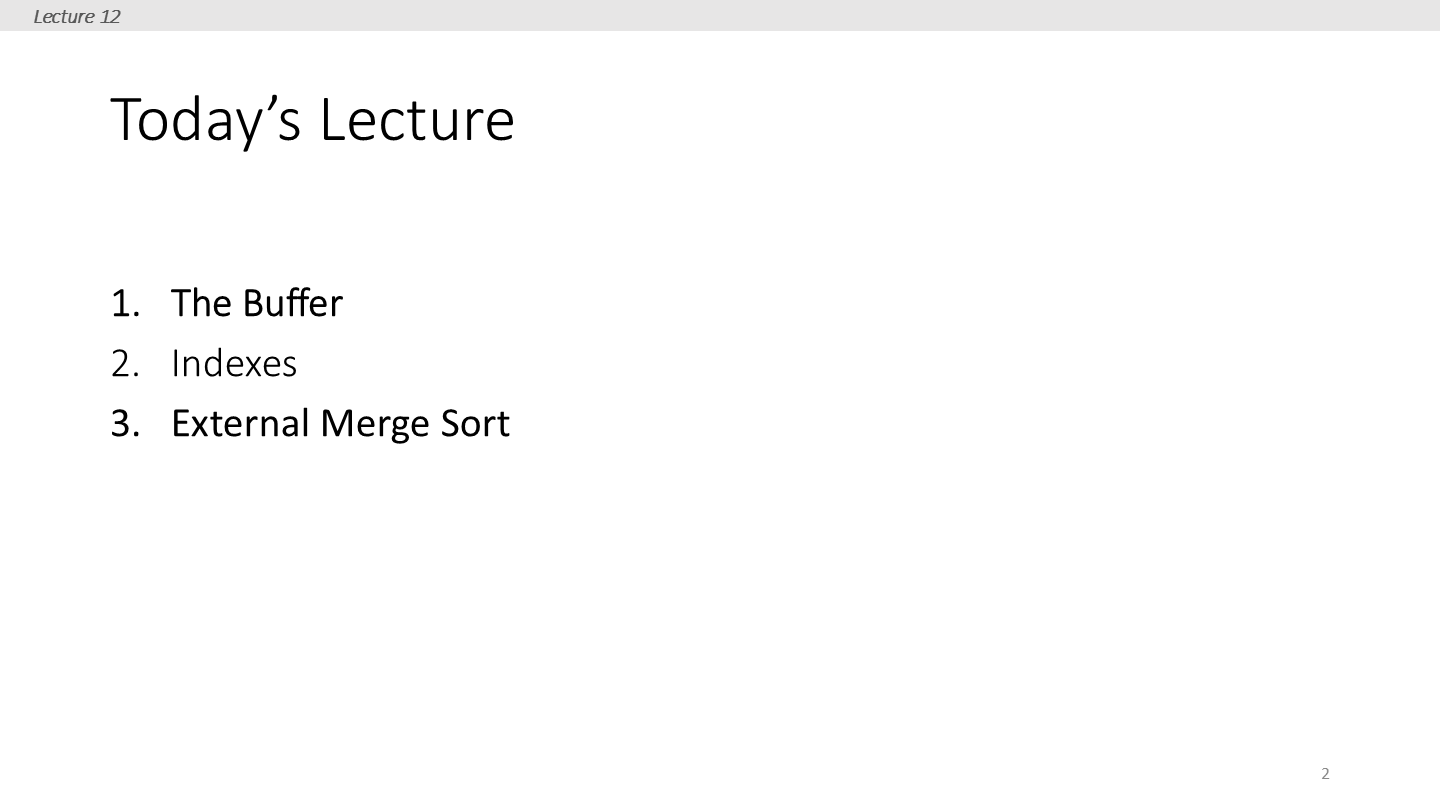 Lecture 12
Today’s Lecture
1. The Buffer
2. Indexes
3. External Merge Sort
2